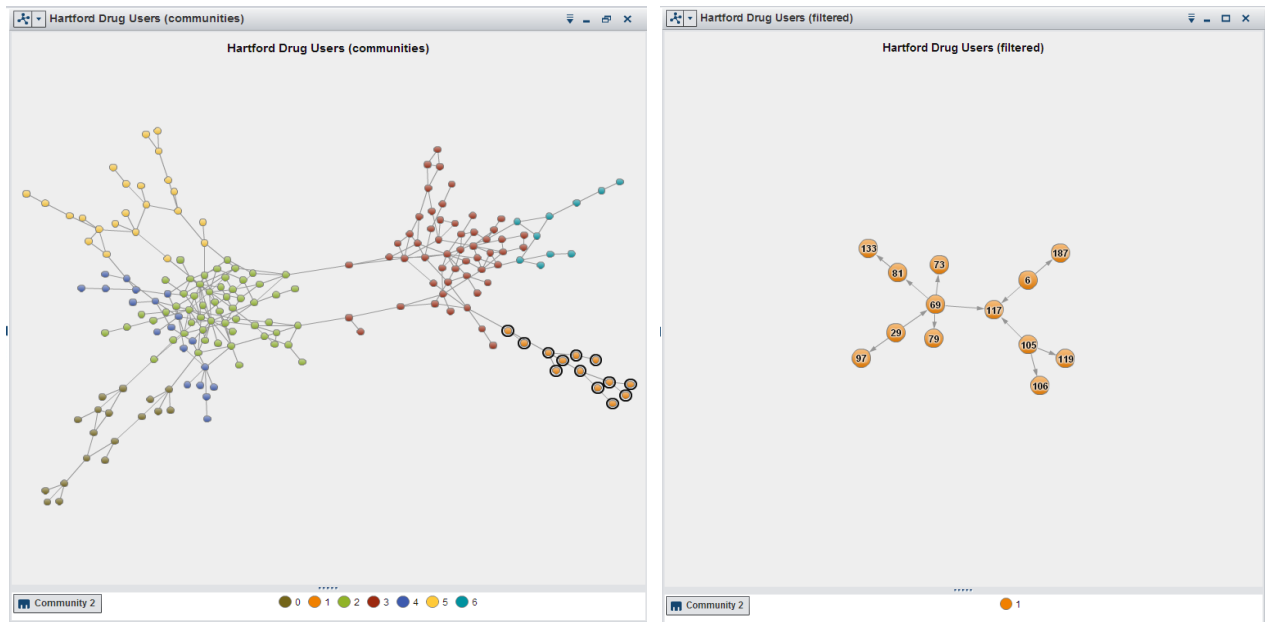 Hartford Drug Users (communities)
Hartford Drug Users (communities)
Community 2
0 1 2 3 4 5 6
Hartford Drug Users (filtered)
Hartford Drug Users (filtered)
133
187
73
81
6
69
117
29
79
105
97
119
106
Community 2
1